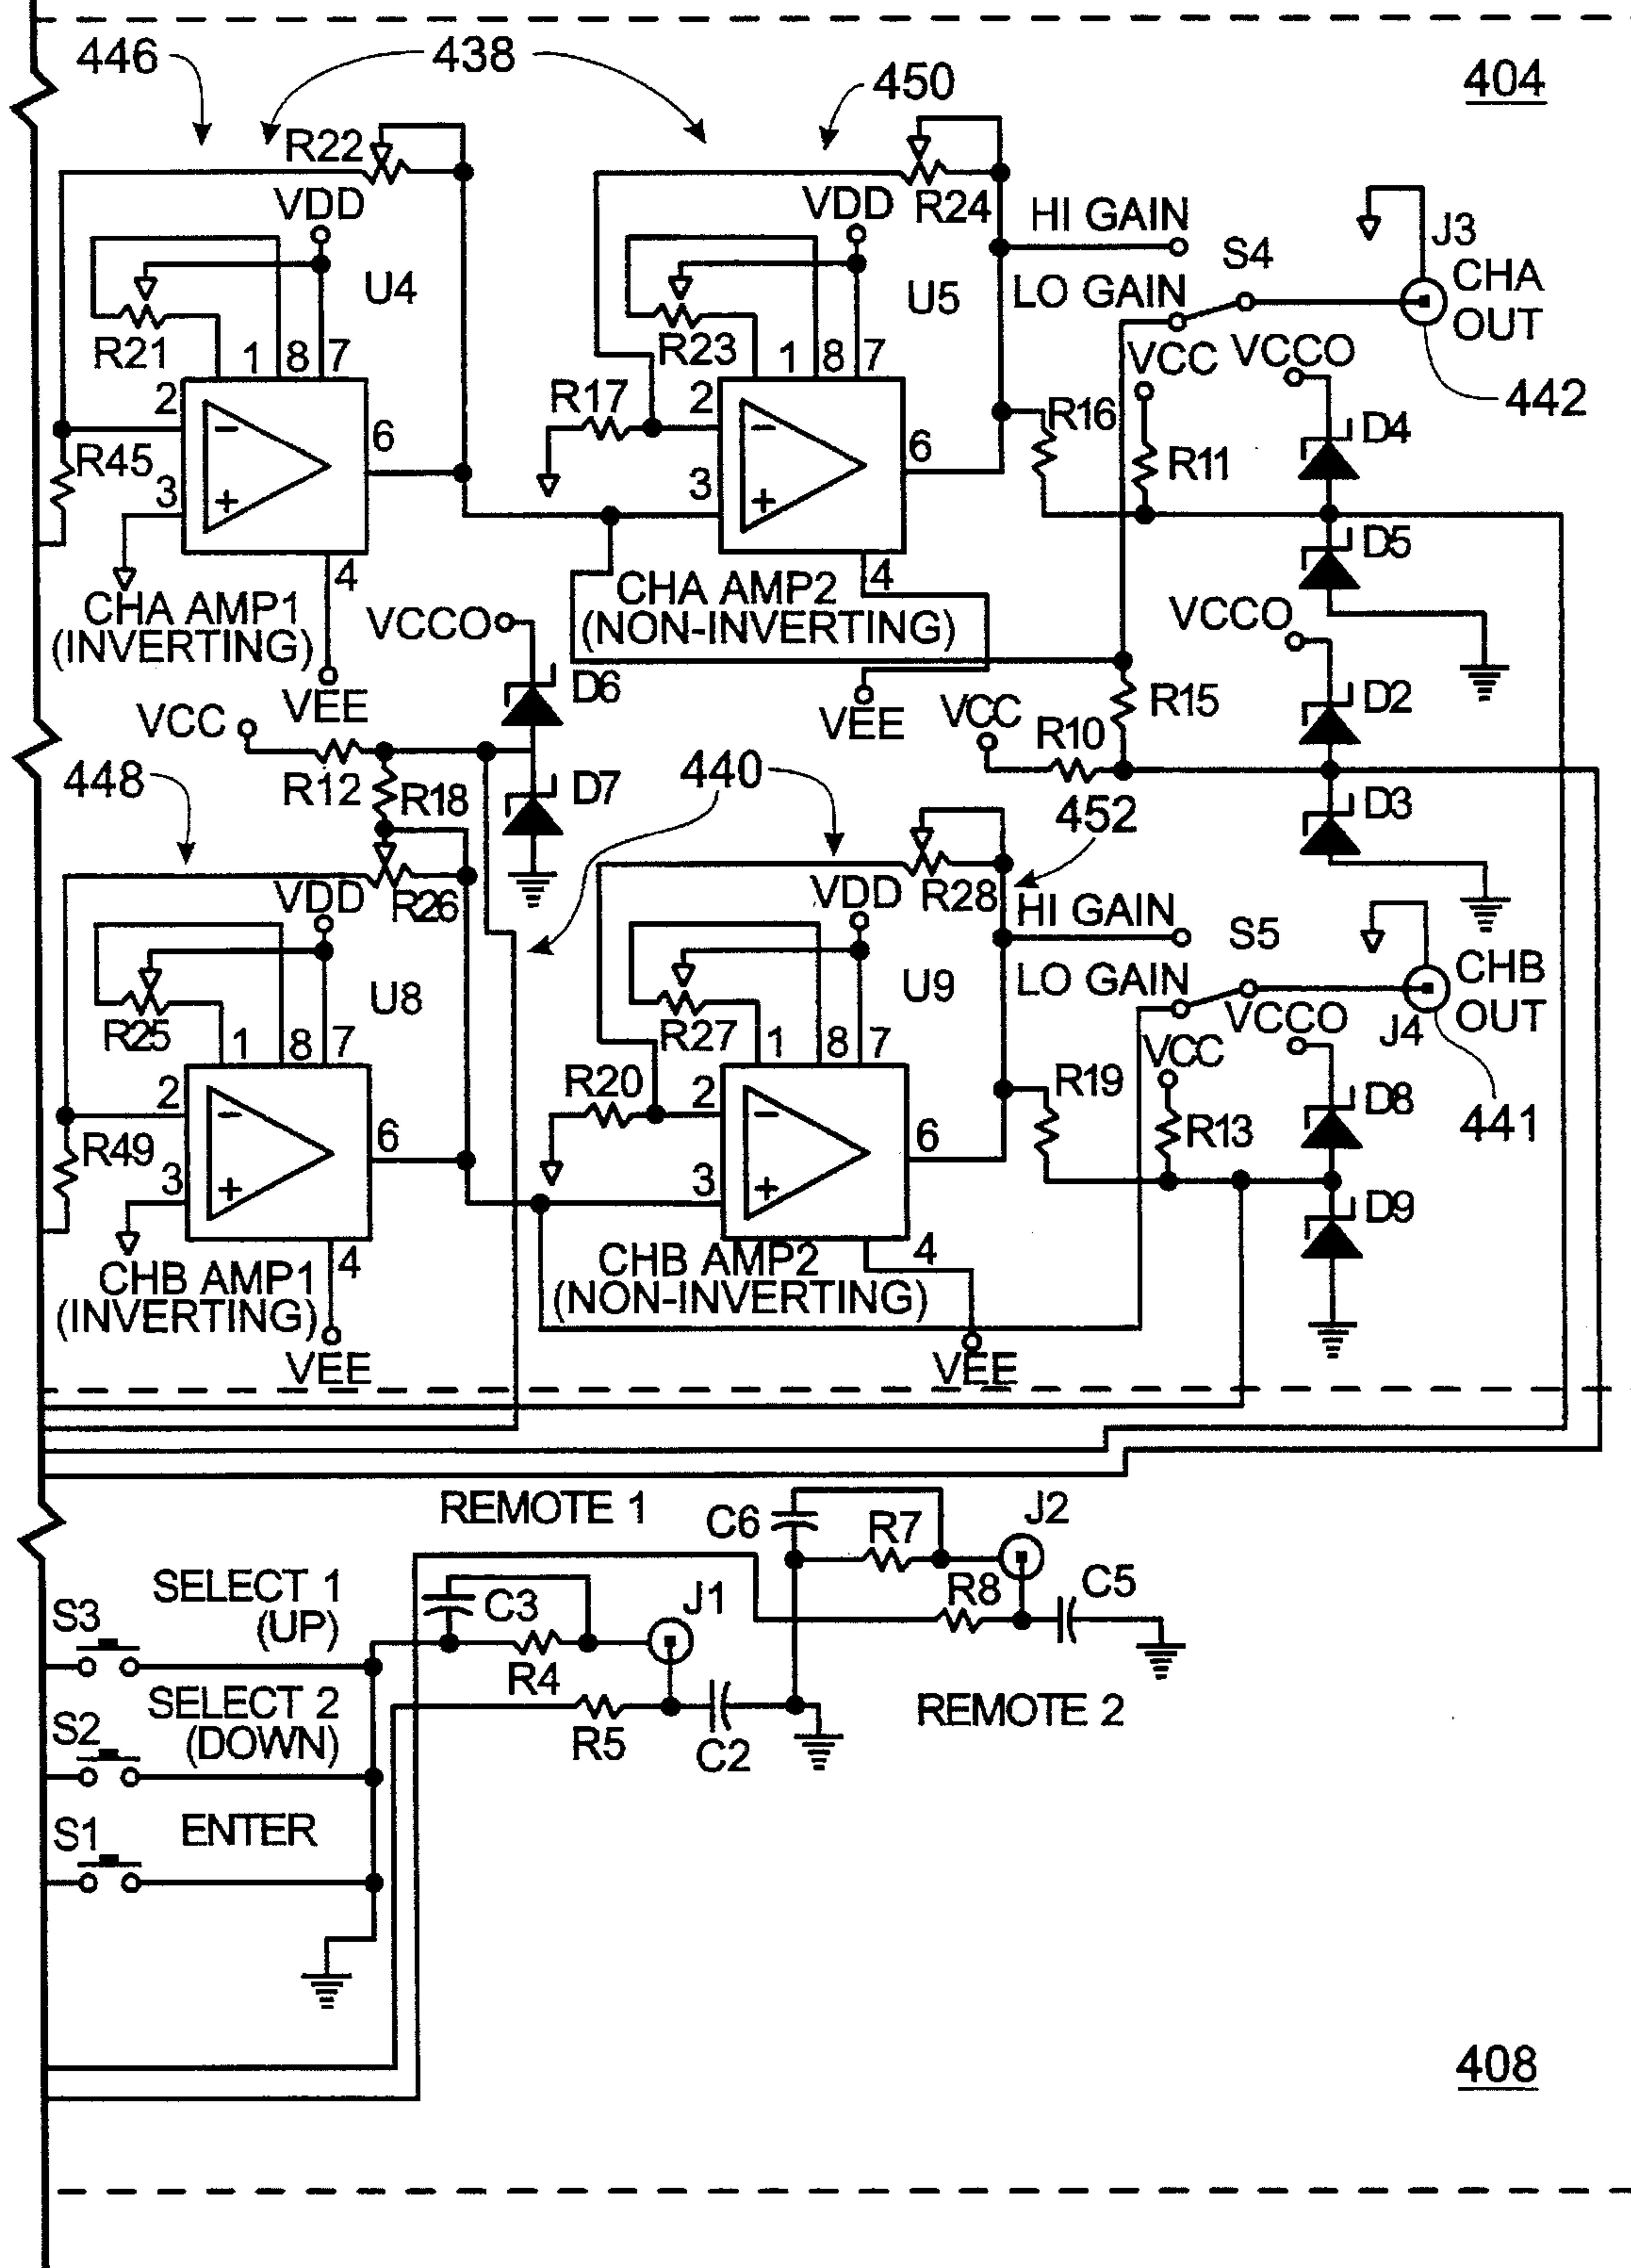 446
438
450
404
R22
VDD
R24
VDD
HI GAIN
J3
S4
CHA
OUT
U4
U5
LO GAIN
R21
1
8
7
R23
1
8
7
VCC
VCCO
442
2
−
6
R17
2
−
6
R16
R11
D4
R45
3
+
3
+
D5
4
CHA AMP1
(INVERTING)
VEE
4
CHA AMP2
(NON-INVERTING)
VEE
VCCO
D6
VCCO
D2
R15
VCC
R10
VCC
R12
R18
D7
D3
448
440
452
R26
VDD
R28
VDD
HI GAIN
S5
CHB
OUT
J4
U8
U9
LO GAIN
R25
1
8
7
R27
1
8
7
VCC
VCCO
441
2
−
6
R20
2
−
6
R19
R13
D8
R49
3
+
3
+
D9
4
CHB AMP1
(INVERTING)
VEE
4
CHB AMP2
(NON-INVERTING)
VEE
REMOTE 1
C6
R7
J2
R8
C5
SELECT 1
(UP)
S3
C3
J1
R4
SELECT 2
(DOWN)
S2
R5
C2
REMOTE 2
S1
ENTER
408